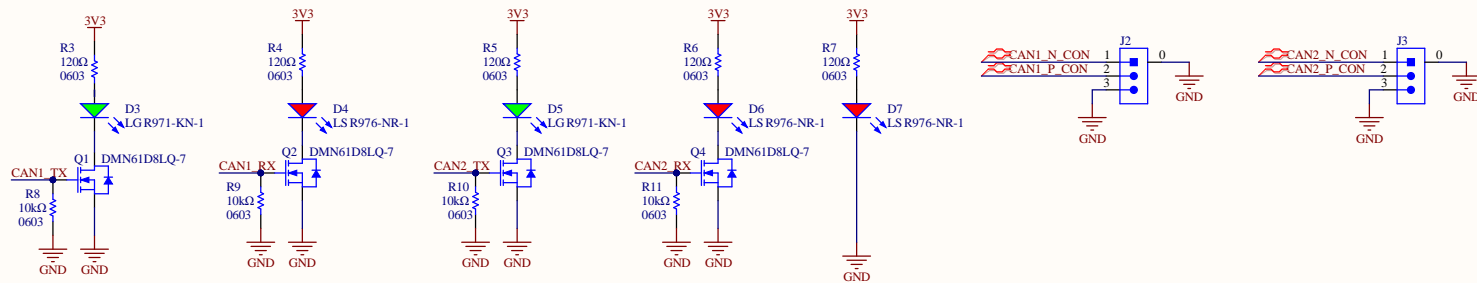 3V3
R3
120Ω
0603
D3
LG R971-KN-1
Q1
DMN61D8LQ-7
CAN1_TX
R8
10kΩ
0603
GND
GND
3V3
R4
120Ω
0603
D4
LS R976-NR-1
Q2
DMN61D8LQ-7
CAN1_RX
R9
10kΩ
0603
GND
GND
3V3
R5
120Ω
0603
D5
LG R971-KN-1
Q3
DMN61D8LQ-7
CAN2_TX
R10
10kΩ
0603
GND
GND
3V3
R6
120Ω
0603
D6
LS R976-NR-1
Q4
DMN61D8LQ-7
CAN2_RX
R11
10kΩ
0603
GND
GND
3V3
R7
120Ω
0603
D7
LS R976-NR-1
GND
J2
CAN1_N_CON 1 0
CAN1_P_CON 2
3
GND
GND
J3
CAN2_N_CON 1 0
CAN2_P_CON 2
3
GND
GND